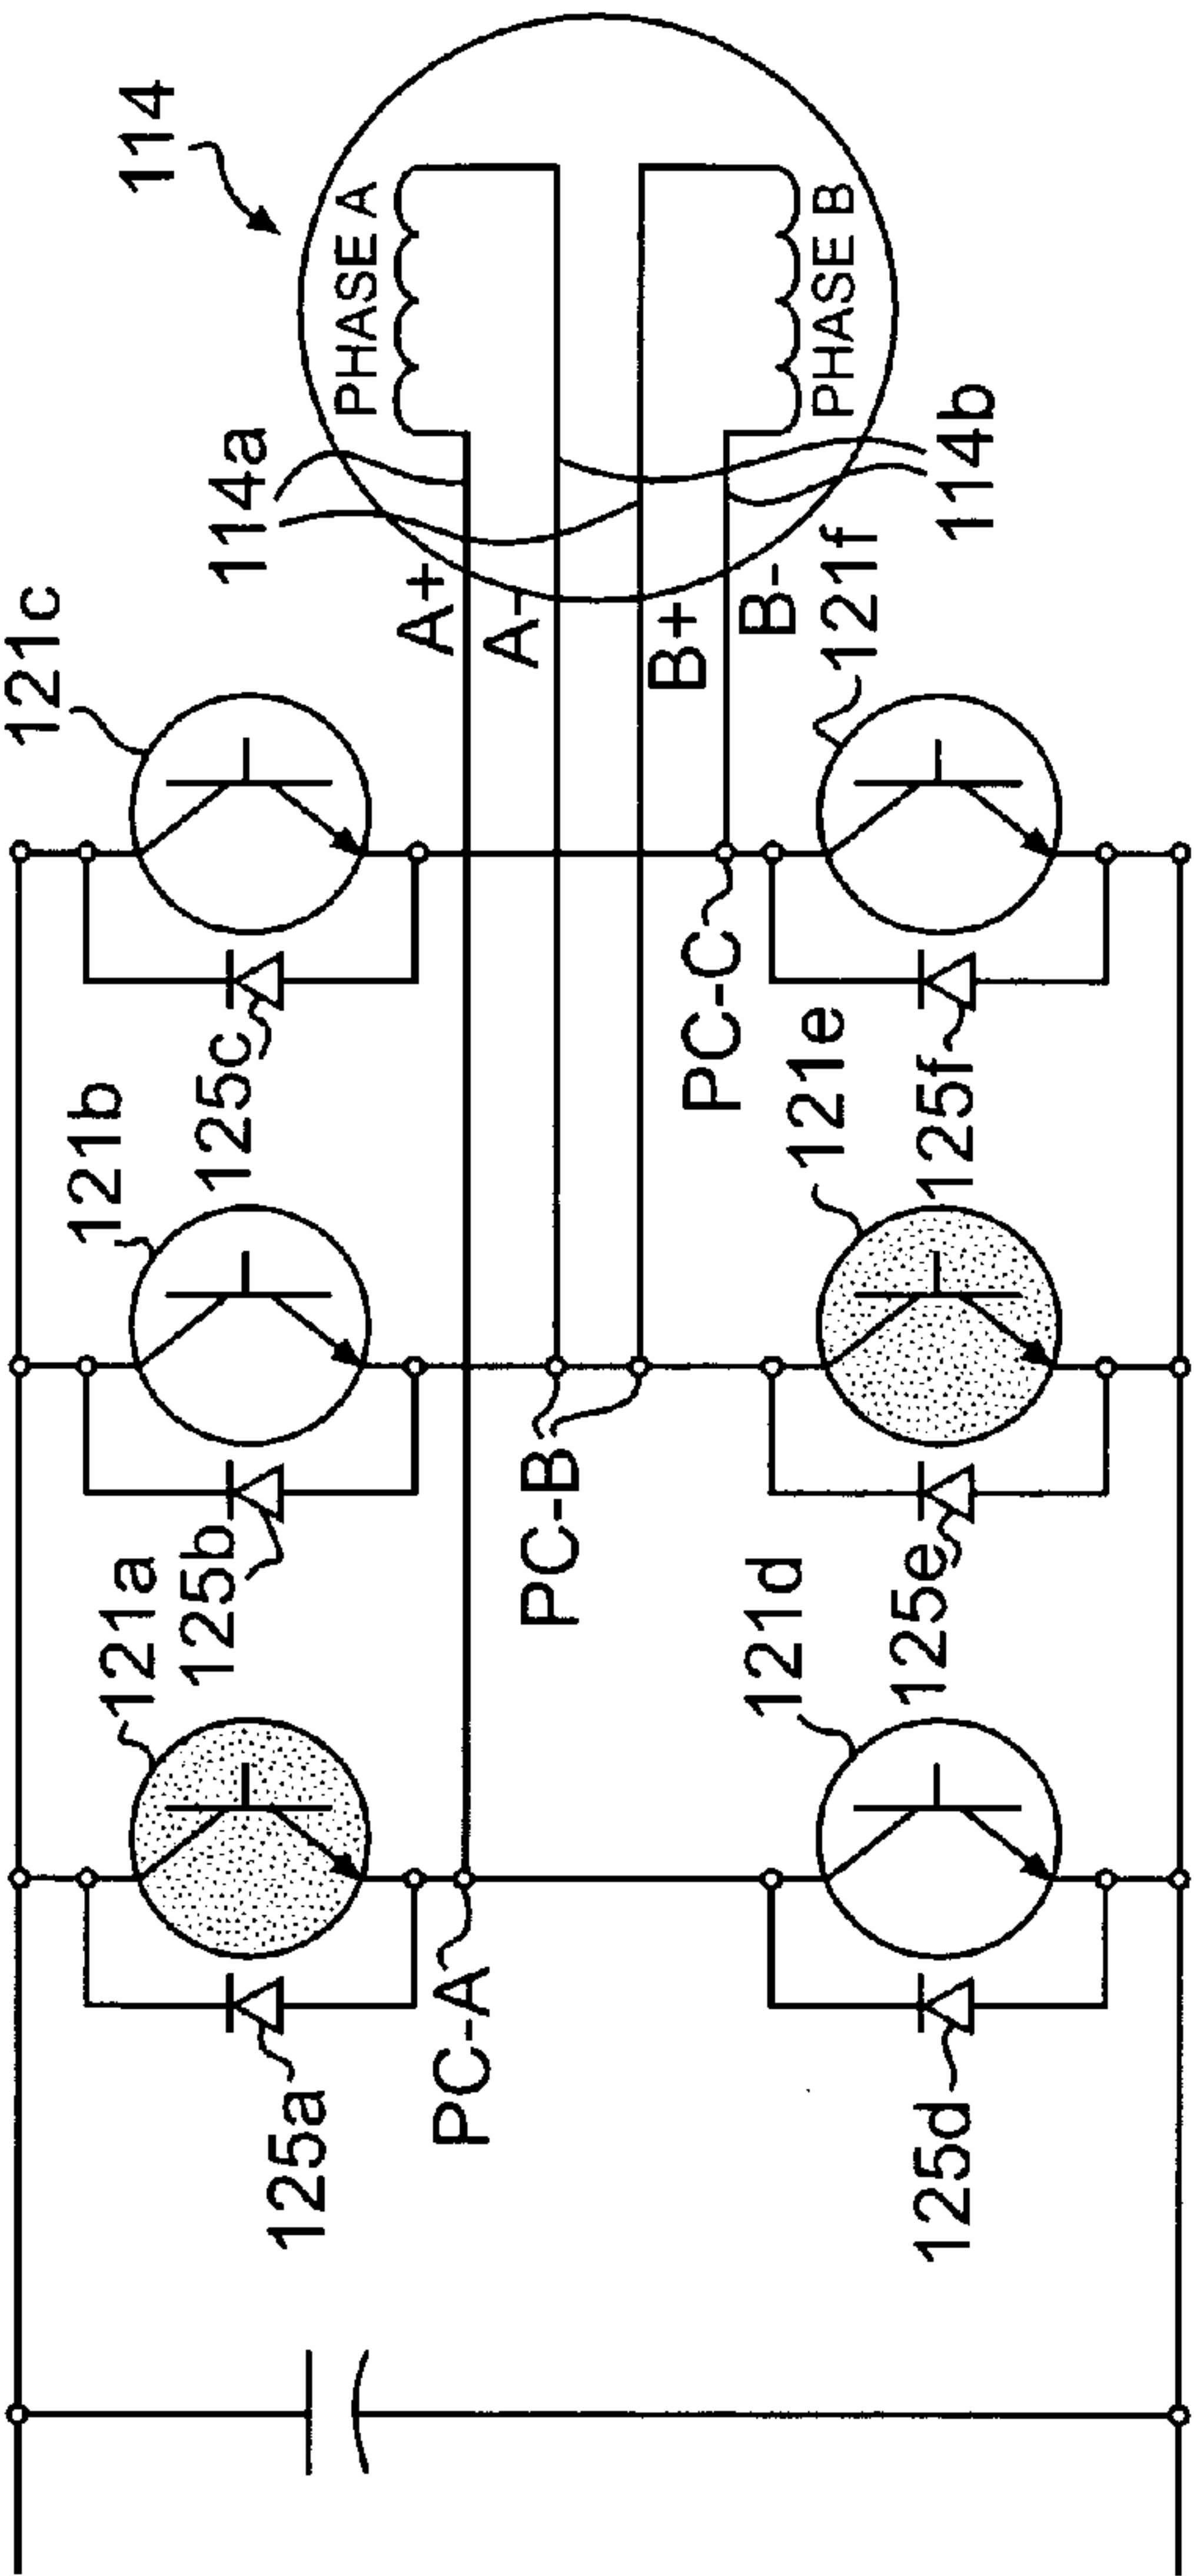 114
121c
PHASE A
114a
121b
A+
125c
A-
121a
125b
B+
PHASE B
B-
114b
PC-B
PC-C
121f
125a
PC-A
121e
121d
125f
125e
125d